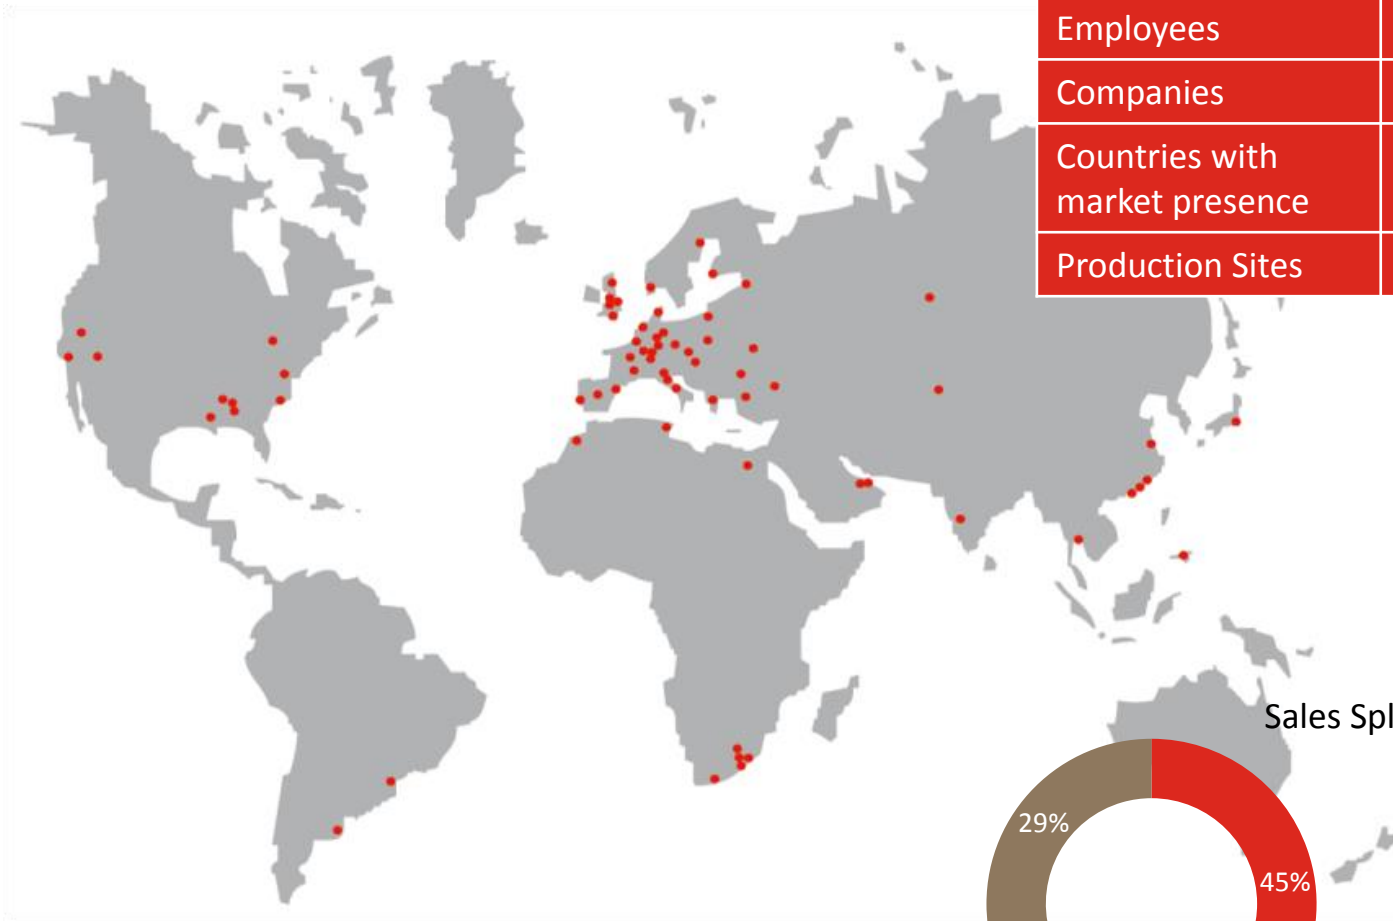 Employees
Companies
Countries with
market presence
Production Sites
Sales Spl
29%
45%